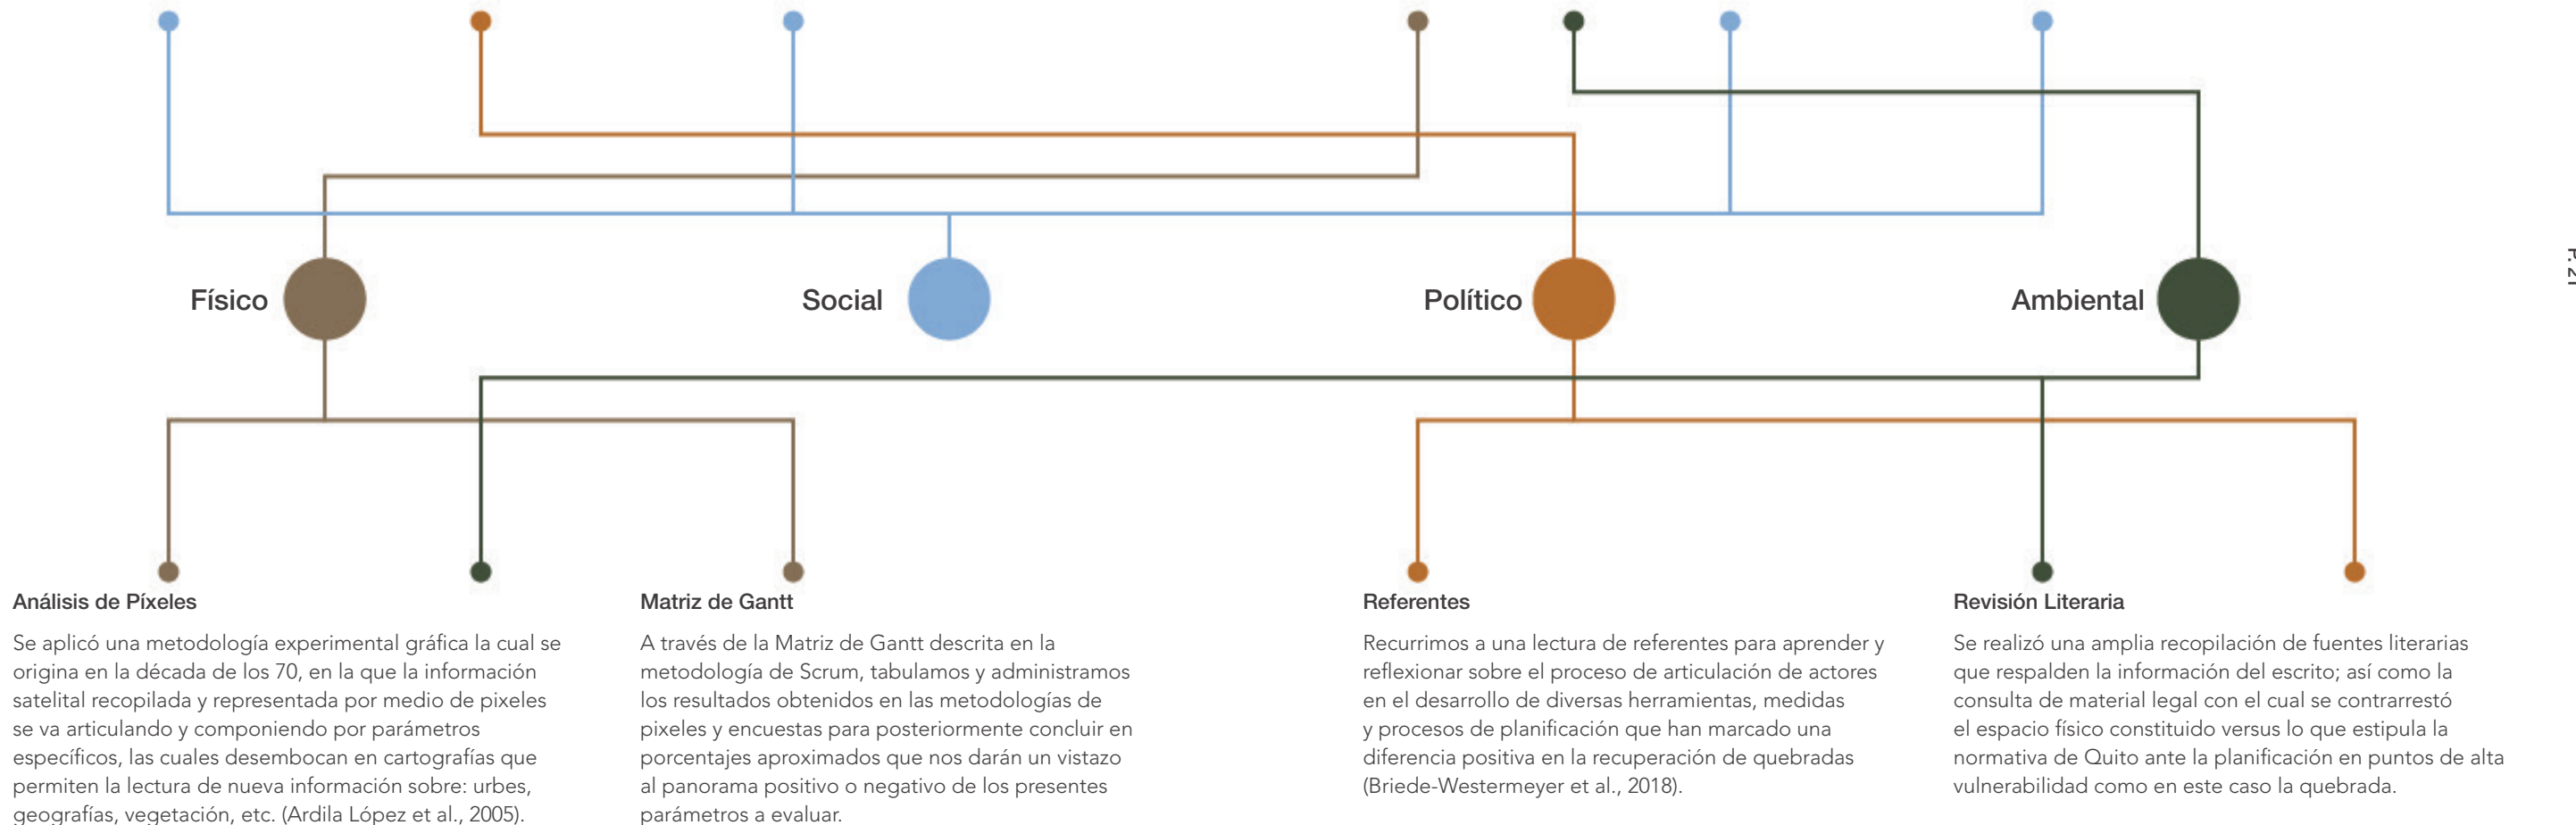 Físico
Social
Político
Ambiental
Análisis de Píxeles
Se aplicó una metodología experimental gráfica la cual se
origina en la década de los 70, en la que la información
satelital recopilada y representada por medio de pixeles
se va articulando y componiendo por parámetros
específicos, las cuales desembocan en cartografías que
permiten la lectura de nueva información sobre: urbes,
geografías, vegetación, etc. (Ardila López et al., 2005).
Matriz de Gantt
A través de la Matriz de Gantt descrita en la
metodología de Scrum, tabulamos y administramos
los resultados obtenidos en las metodologías de
pixeles y encuestas para posteriormente concluir en
porcentajes aproximados que nos darán un vistazo
al panorama positivo o negativo de los presentes
parámetros a evaluar.
Referentes
Recurrimos a una lectura de referentes para aprender y
reflexionar sobre el proceso de articulación de actores
en el desarrollo de diversas herramientas, medidas
y procesos de planificación que han marcado una
diferencia positiva en la recuperación de quebradas
(Briede-Westermeyer et al., 2018).
Revisión Literaria
Se realizó una amplia recopilación de fuentes literarias
que respalden la información del escrito; así como la
consulta de material legal con el cual se contrarrestó
el espacio físico constituido versus lo que estipula la
normativa de Quito ante la planificación en puntos de alta
vulnerabilidad como en este caso la quebrada.